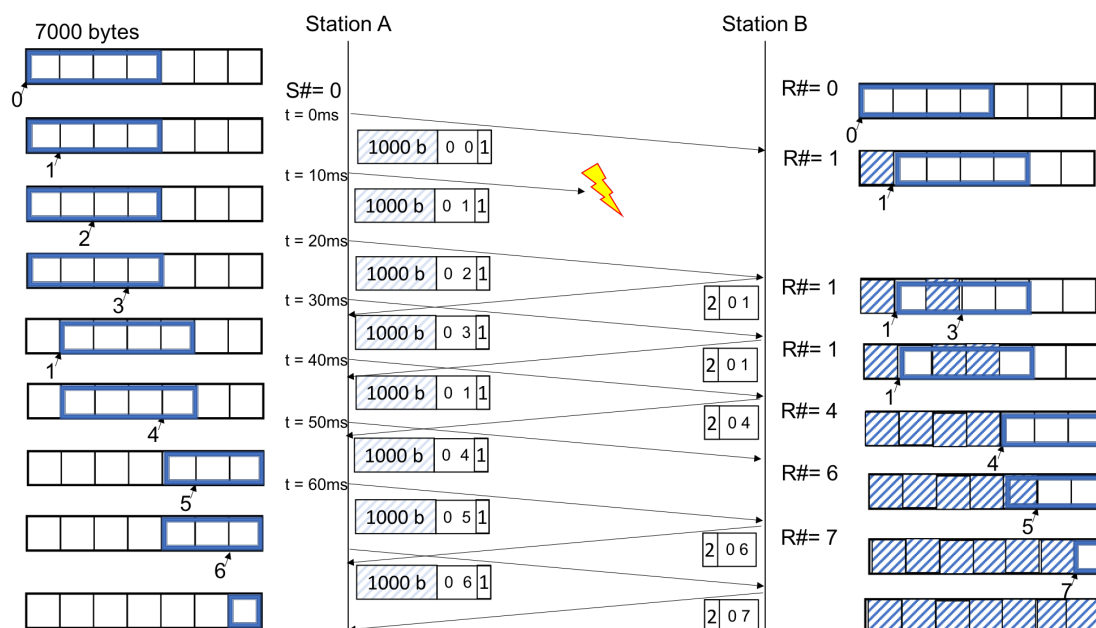 7000 bytes
Station A
Station B
0
S#= 0
R#= 0
t = 0ms
0
1
1000 b 0 0 1
R#= 1
t = 10ms
1
2
1000 b 0 1 1
t = 20ms
3
1000 b 0 2 1
R#= 1
t = 30ms
2 0 1
1
3
1
1000 b 0 3 1
R#= 1
t = 40ms
2 0 1
1
4
1000 b 0 1 1
R#= 4
t = 50ms
2 0 4
4
5
1000 b 0 4 1
R#= 6
t = 60ms
5
6
1000 b 0 5 1
R#= 7
2 0 6
7
1000 b 0 6 1
2 0 7